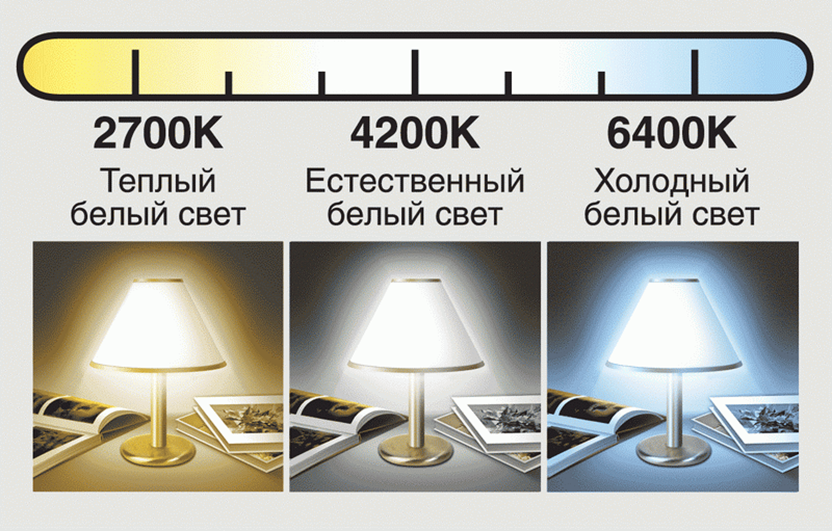 2700K 4200K 6400K
Теплый Естественный Холодный
белый свет белый свет белый свет